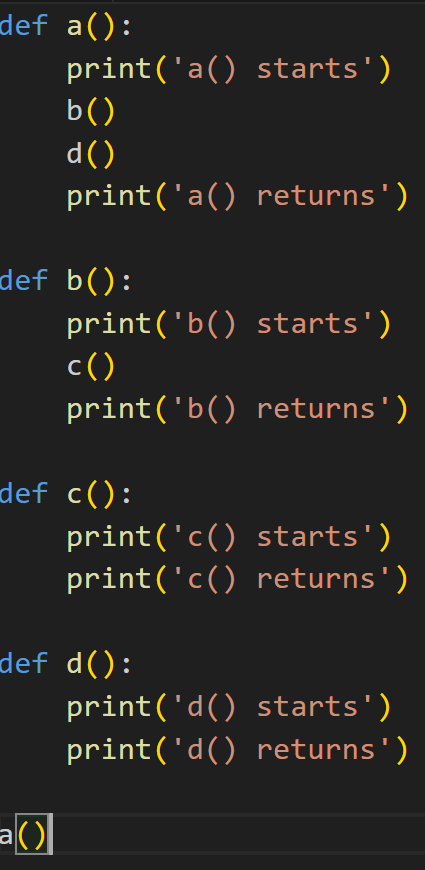 def a():
    print('a() starts')
    b()
    d()
    print('a() returns')

def b():
    print('b() starts')
    c()
    print('b() returns')

def c():
    print('c() starts')
    print('c() returns')

def d():
    print('d() starts')
    print('d() returns')

a()